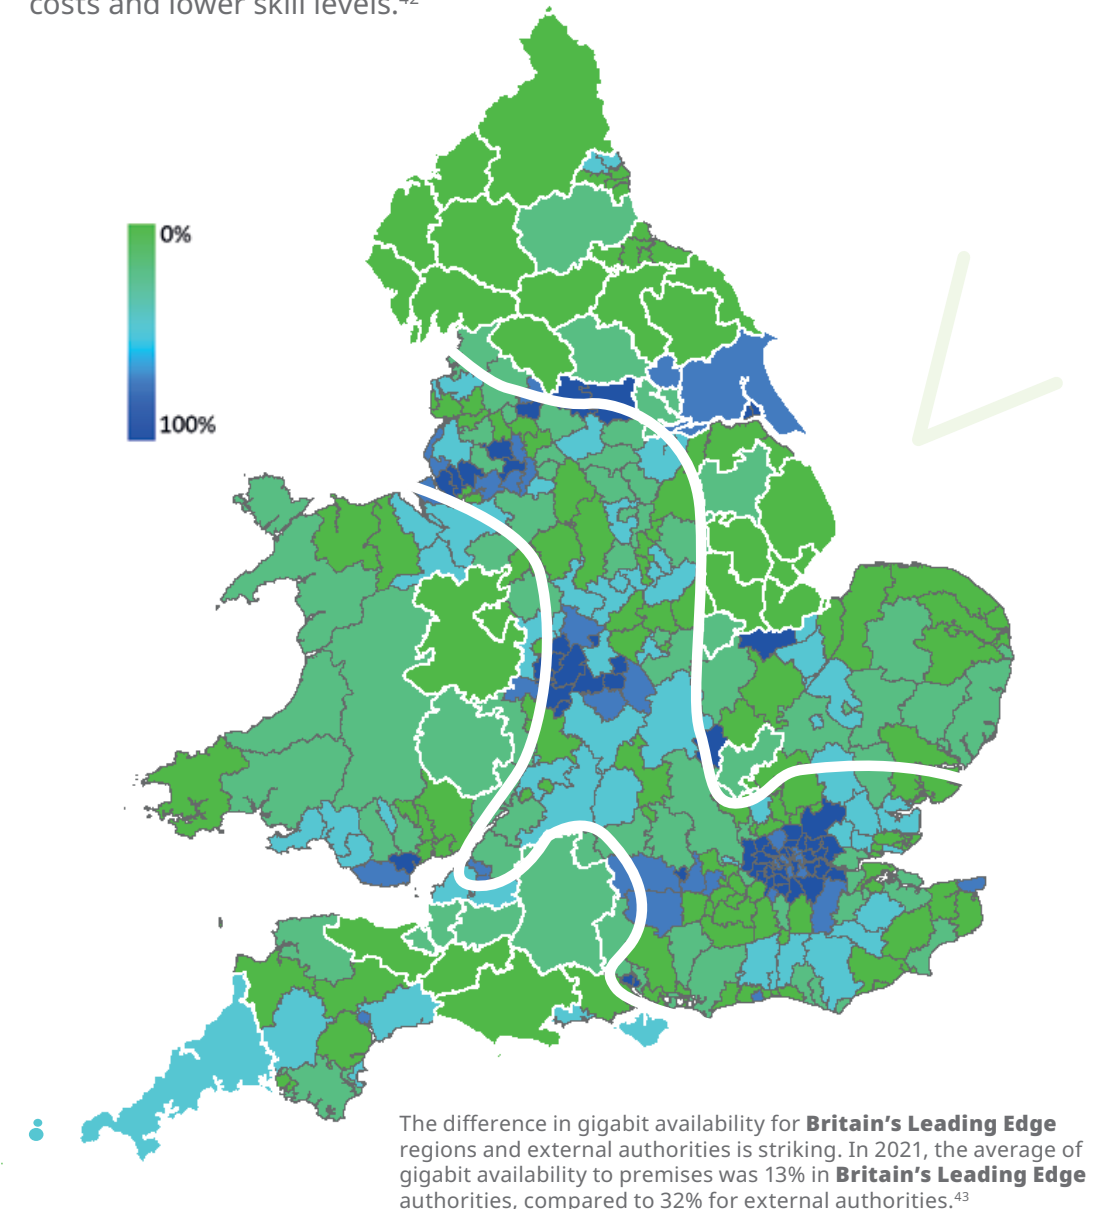 costs and lower skill levels.⁴²
0%
100%
The difference in gigabit availability for Britain’s Leading Edge
regions and external authorities is striking. In 2021, the average of
gigabit availability to premises was 13% in Britain’s Leading Edge
authorities, compared to 32% for external authorities.⁴³